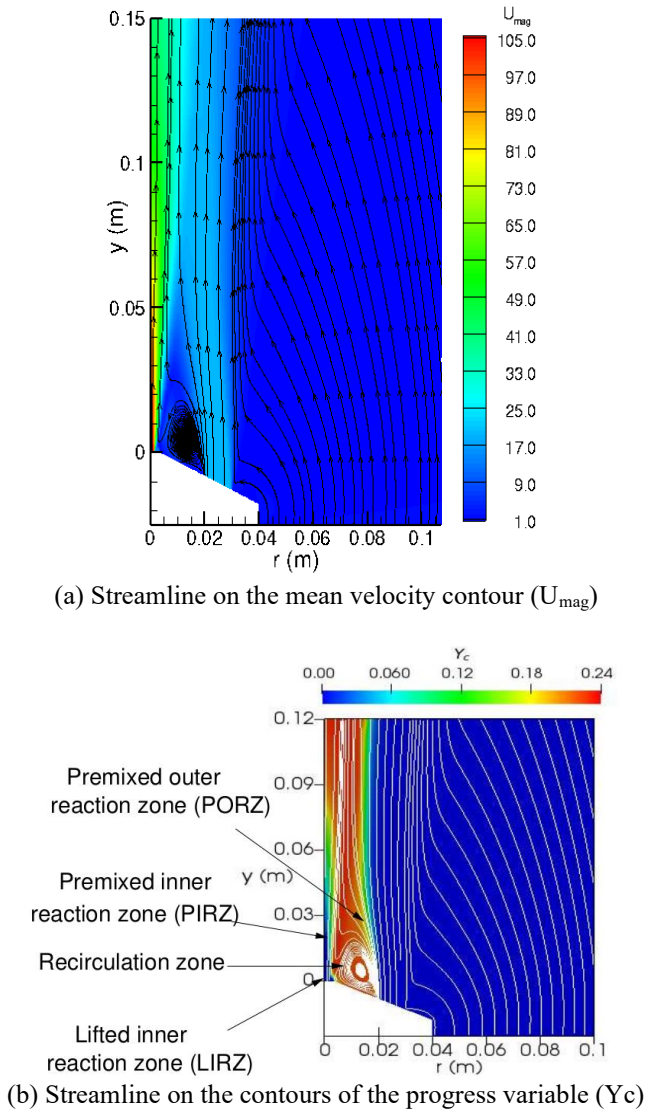 U_mag
0.15
0.1
0.05
0
y (m)
0 0.02 0.04 0.06 0.08 0.1
r (m)
105.0
97.0
89.0
81.0
73.0
65.0
57.0
49.0
41.0
33.0
25.0
17.0
9.0
1.0
(a) Streamline on the mean velocity contour (Umag)
Yc
0.00 0.060 0.12 0.18 0.24
0.12
0.09
0.06
y (m)
0.03
0
Premixed outer
reaction zone (PORZ)
Premixed inner
reaction zone (PIRZ)
Recirculation zone
Lifted inner
reaction zone (LIRZ)
0 0.02 0.04 0.06 0.08 0.1
r (m)
(b) Streamline on the contours of the progress variable (Yc)